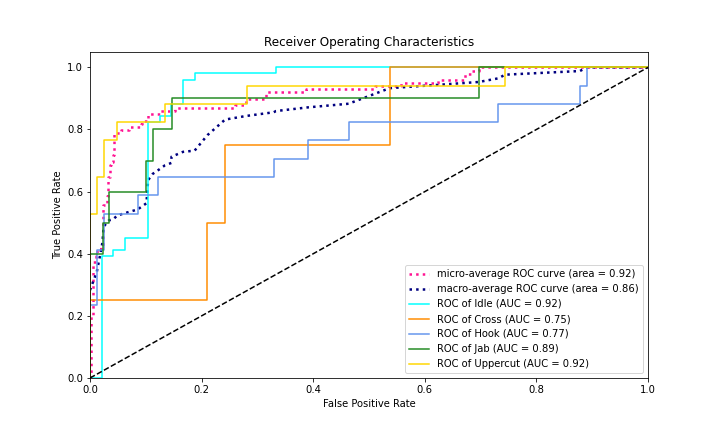 Receiver Operating Characteristics
True Positive Rate
1.0
0.8
0.6
0.4
0.2
0.0
micro-average ROC curve (area = 0.92)
macro-average ROC curve (area = 0.86)
ROC of Idle (AUC = 0.92)
ROC of Cross (AUC = 0.75)
ROC of Hook (AUC = 0.77)
ROC of Jab (AUC = 0.89)
ROC of Uppercut (AUC = 0.92)
0.0 0.2 0.4 0.6 0.8 1.0
False Positive Rate